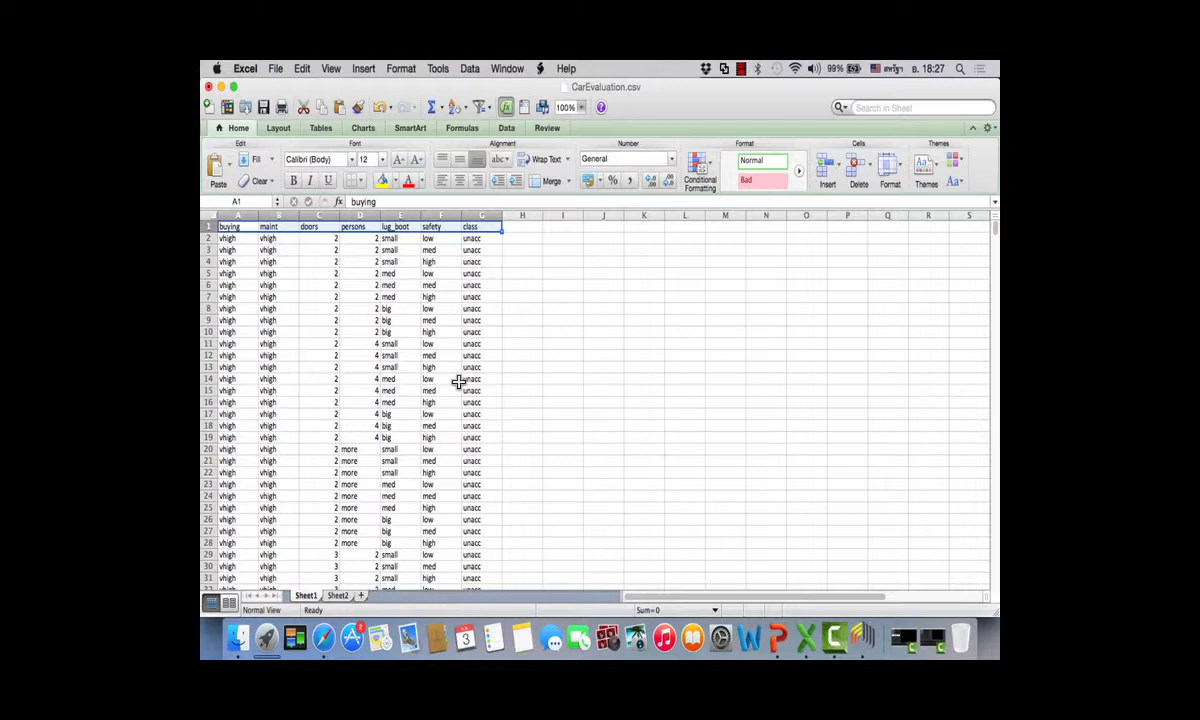 Excel File Edit View Insert Format Tools Data Window Help 99% สหรัฐฯ อ. 18:27
CarEvaluation.csv
100% Search in Sheet
Home Layout Tables Charts SmartArt Formulas Data Review
Edit Font Alignment Number Format Cells Themes
Paste Fill Clear Calibri (Body) 12 abc Wrap Text Merge General Conditional Formatting Normal Bad Insert Delete Format Themes Aa
A1 fx buying
A B C D E F G H I J K L M N O P Q R S
1 buying maint doors persons lug_boot safety class
2 vhigh vhigh 2 2 small low unacc
3 vhigh vhigh 2 2 small med unacc
4 vhigh vhigh 2 2 small high unacc
5 vhigh vhigh 2 2 med low unacc
6 vhigh vhigh 2 2 med med unacc
7 vhigh vhigh 2 2 med high unacc
8 vhigh vhigh 2 2 big low unacc
9 vhigh vhigh 2 2 big med unacc
10 vhigh vhigh 2 2 big high unacc
11 vhigh vhigh 2 4 small low unacc
12 vhigh vhigh 2 4 small med unacc
13 vhigh vhigh 2 4 small high unacc
14 vhigh vhigh 2 4 med low unacc
15 vhigh vhigh 2 4 med med unacc
16 vhigh vhigh 2 4 med high unacc
17 vhigh vhigh 2 4 big low unacc
18 vhigh vhigh 2 4 big med unacc
19 vhigh vhigh 2 4 big high unacc
20 vhigh vhigh 2 more small low unacc
21 vhigh vhigh 2 more small med unacc
22 vhigh vhigh 2 more small high unacc
23 vhigh vhigh 2 more med low unacc
24 vhigh vhigh 2 more med med unacc
25 vhigh vhigh 2 more med high unacc
26 vhigh vhigh 2 more big low unacc
27 vhigh vhigh 2 more big med unacc
28 vhigh vhigh 2 more big high unacc
29 vhigh vhigh 3 2 small low unacc
30 vhigh vhigh 3 2 small med unacc
31 vhigh vhigh 3 2 small high unacc
Sheet1 Sheet2
Normal View Ready Sum=0